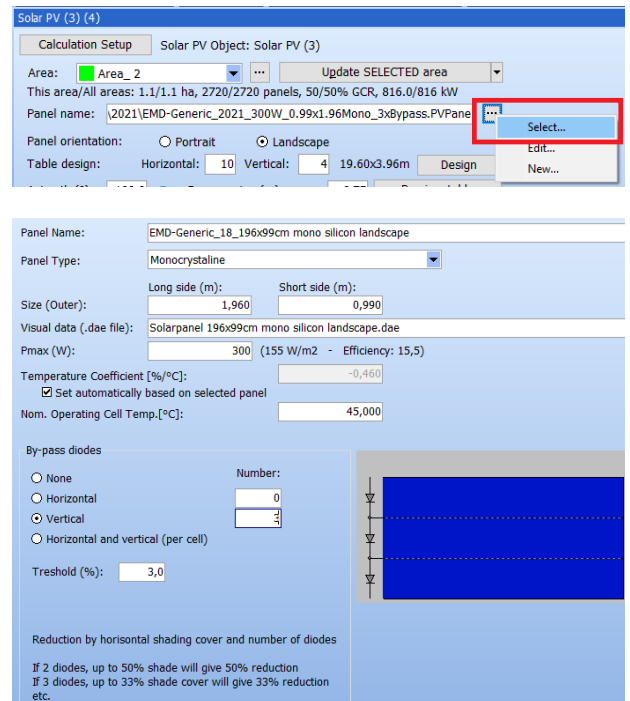 Solar PV (3) (4)
Calculation Setup Solar PV Object: Solar PV (3)
Area: Area_ 2 ... Update SELECTED area
This area/All areas: 1.1/1.1 ha, 2720/2720 panels, 50/50% GCR, 816.0/816 kW
Panel name: \2021\EMD-Generic_2021_300W_0.99x1.96Mono_3xBypass.PVPane ...
Select...
Panel orientation: Portrait Landscape
Edit...
Table design: Horizontal: 10 Vertical: 4 19.60x3.96m Design
New...
Panel Name: EMD-Generic_18_196x99cm mono silicon landscape
Panel Type: Monocrystaline
Long side (m): Short side (m):
Size (Outer): 1,960 0,990
Visual data (.dae file): Solarpanel 196x99cm mono silicon landscape.dae
Pmax (W): 300 (155 W/m2 - Efficiency: 15,5)
Temperature Coefficient [%/°C]: -0,460
Set automatically based on selected panel
Nom. Operating Cell Temp.[°C]: 45,000
By-pass diodes
None Number:
Horizontal 0
Vertical 3
Horizontal and vertical (per cell)
Treshold (%): 3,0
Reduction by horisontal shading cover and number of diodes
If 2 diodes, up to 50% shade will give 50% reduction
If 3 diodes, up to 33% shade cover will give 33% reduction
etc.